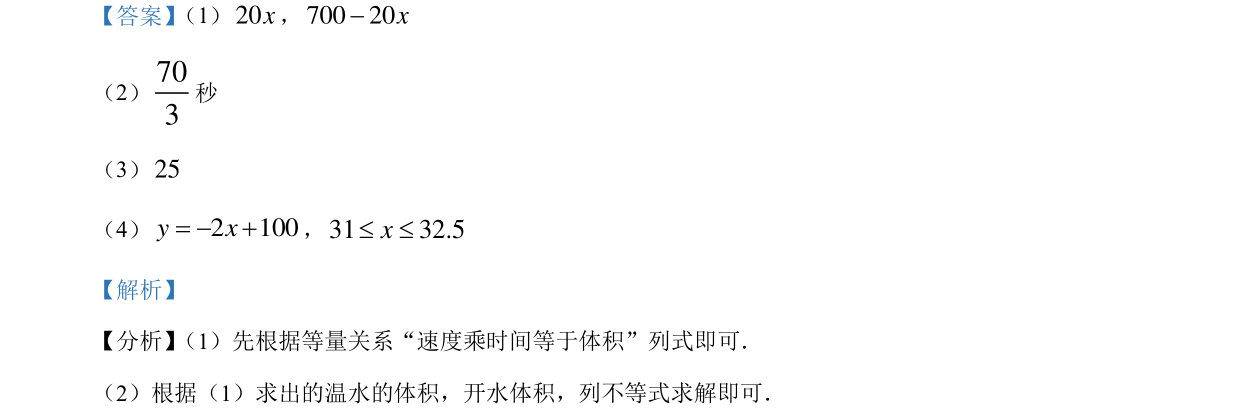 【答案】（1）20x，700－20x
（2）70/3 秒
（3）25
（4）y=−2x+100，31≤x≤32.5
【解析】
【分析】（1）先根据等量关系“速度乘时间等于体积”列式即可．
（2）根据（1）求出的温水的体积，开水体积，列不等式求解即可．